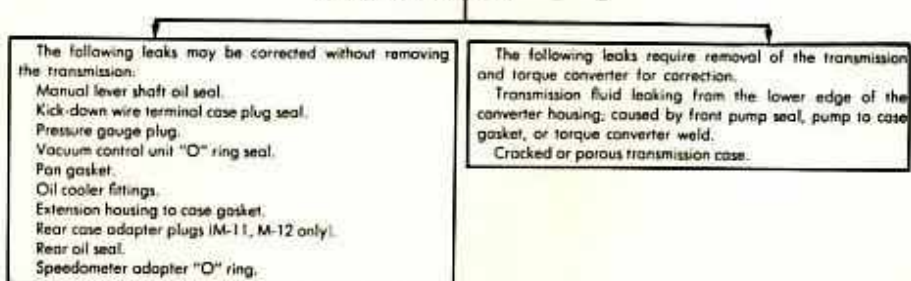 The following leaks may be corrected without removing
the transmission:
Manual lever shaft oil seal.
Kick-down wire terminal case plug seal.
Pressure gauge plug.
Vacuum control unit "O" ring seal.
Pan gasket.
Oil cooler fittings.
Extension housing to case gasket.
Rear case adapter plugs (M-11, M-12 only).
Rear oil seal.
Speedometer adapter "O" ring.
The following leaks require removal of the transmission
and torque converter for correction.
Transmission fluid leaking from the lower edge of the
converter housing; caused by front pump seal, pump to case
gasket, or torque converter weld.
Cracked or porous transmission case.